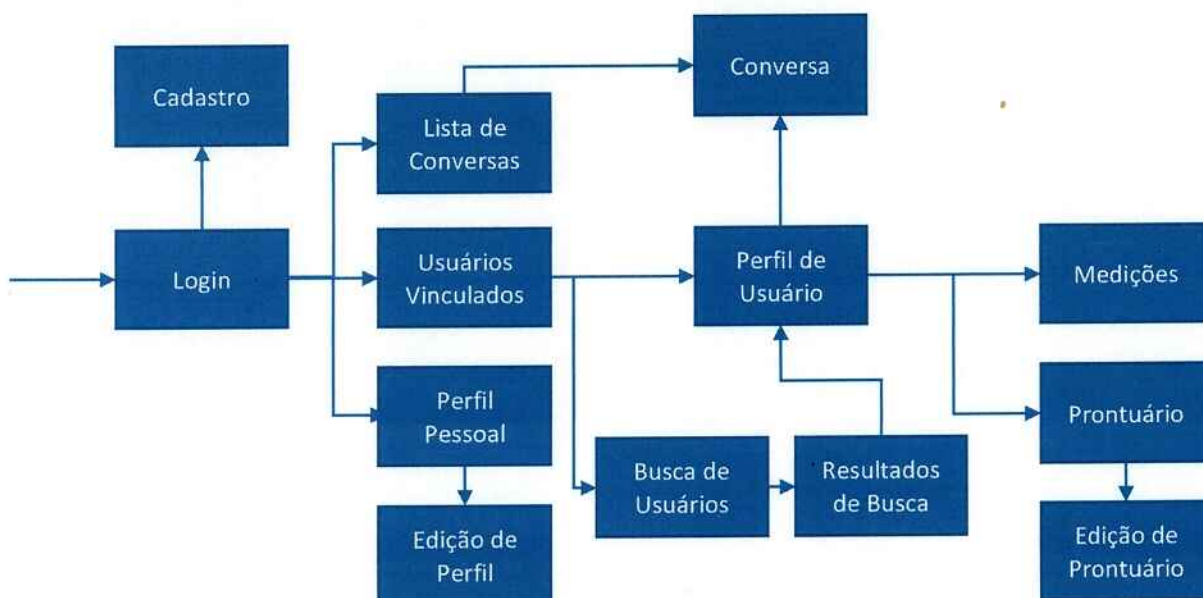 Cadastro
Conversa
Lista de
Conversas
Login
Usuários
Vinculados
Perfil de
Usuário
Medições
Perfil
Pessoal
Prontuário
Busca de
Usuários
Resultados
de Busca
Edição de
Perfil
Edição de
Prontuário